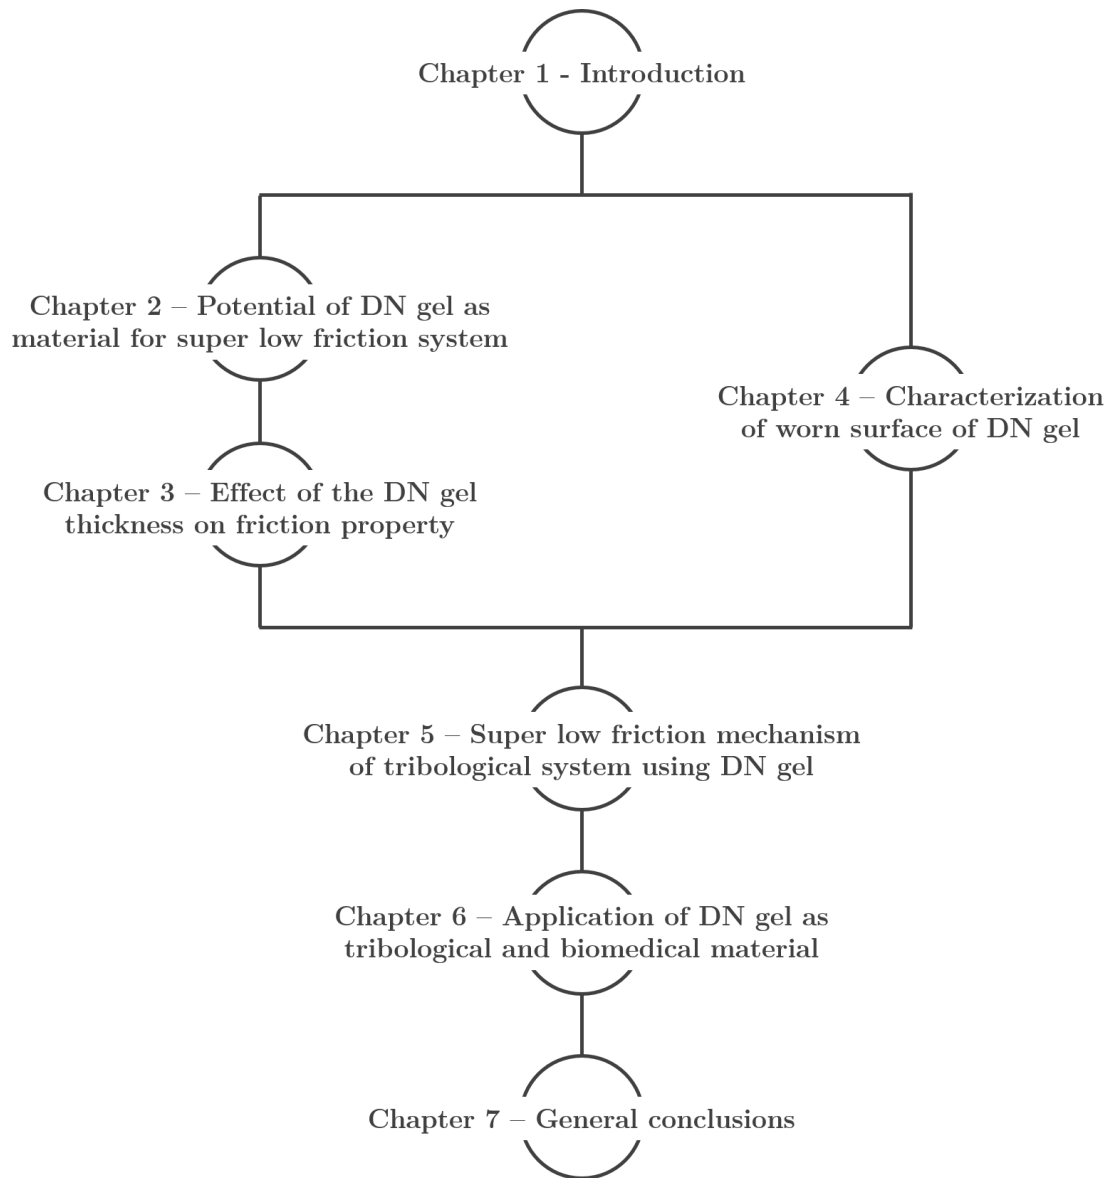 Chapter 1 - Introduction
Chapter 2 – Potential of DN gel as
material for super low friction system
Chapter 3 – Effect of the DN gel
thickness on friction property
Chapter 4 – Characterization
of worn surface of DN gel
Chapter 5 – Super low friction mechanism
of tribological system using DN gel
Chapter 6 – Application of DN gel as
tribological and biomedical material
Chapter 7 – General conclusions